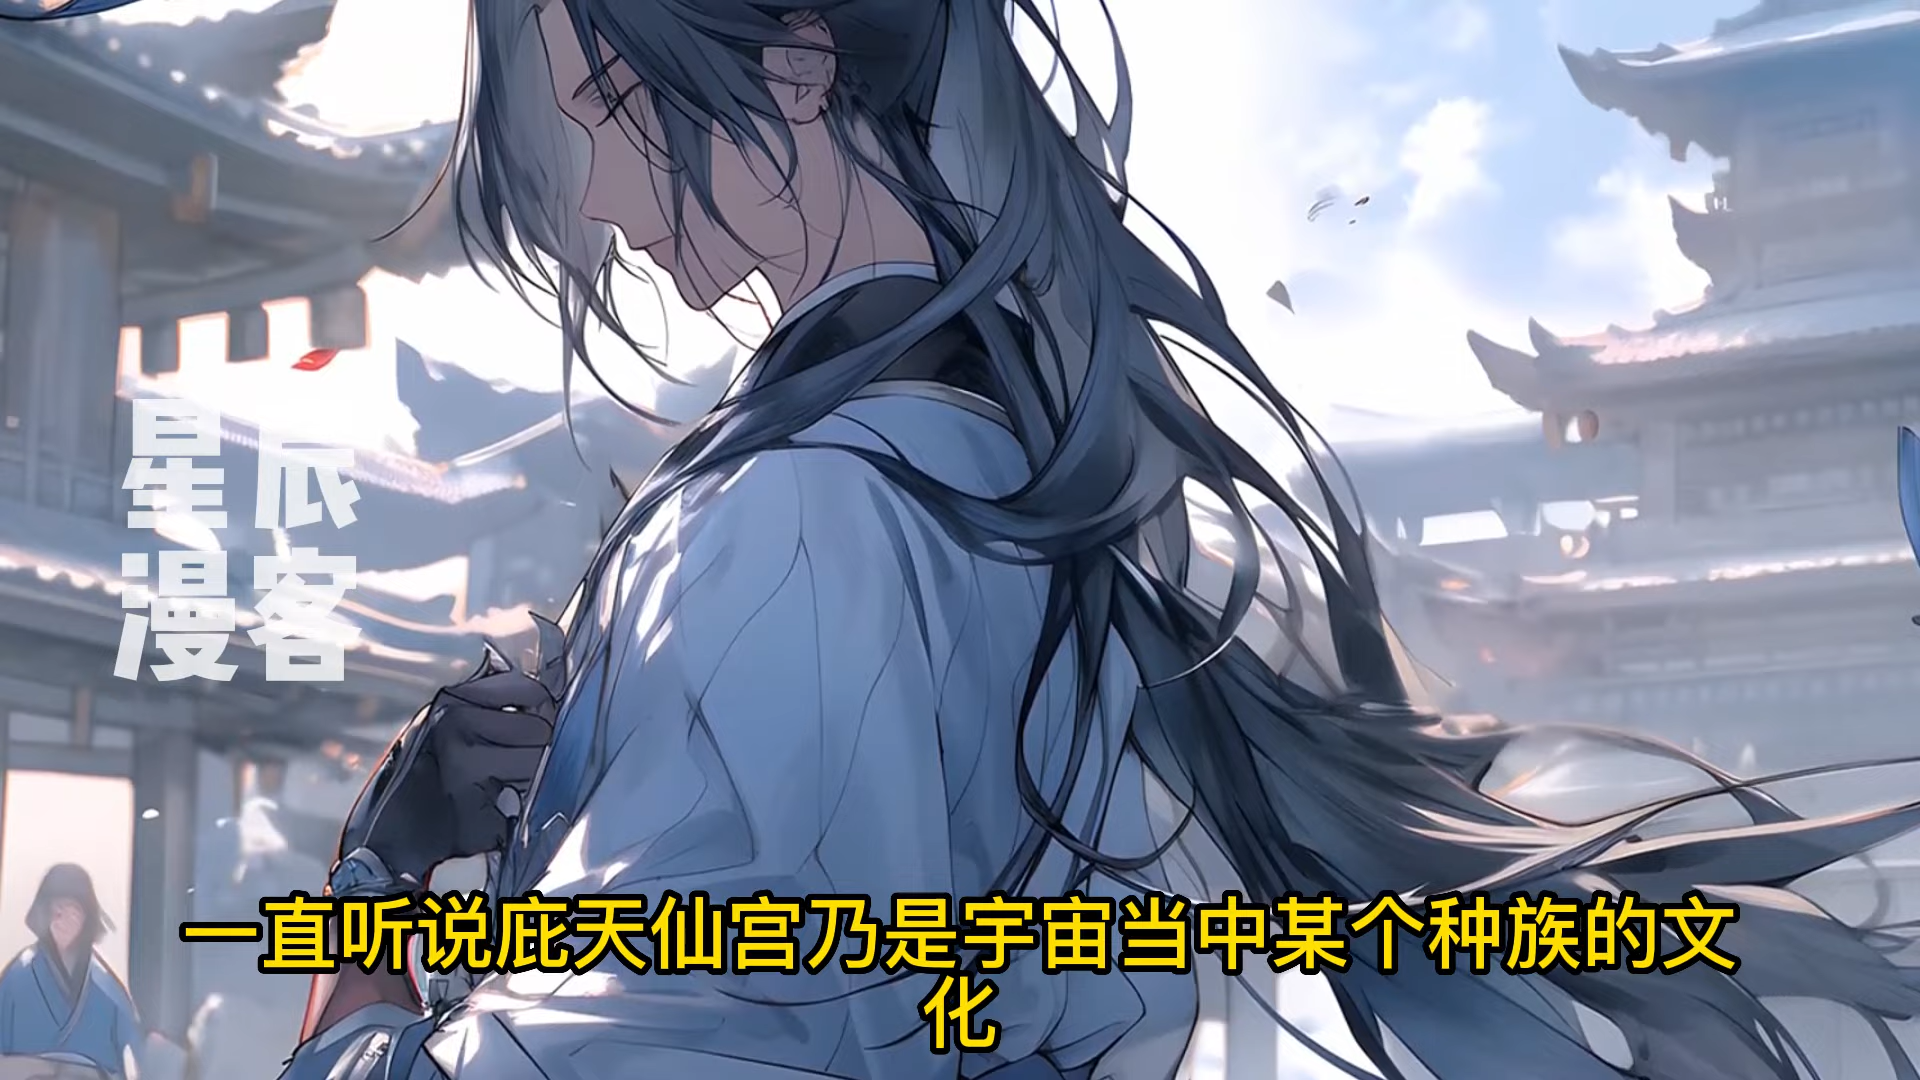 星辰
漫客
一直听说庇天仙宫乃是宇宙当中某个种族的文
化